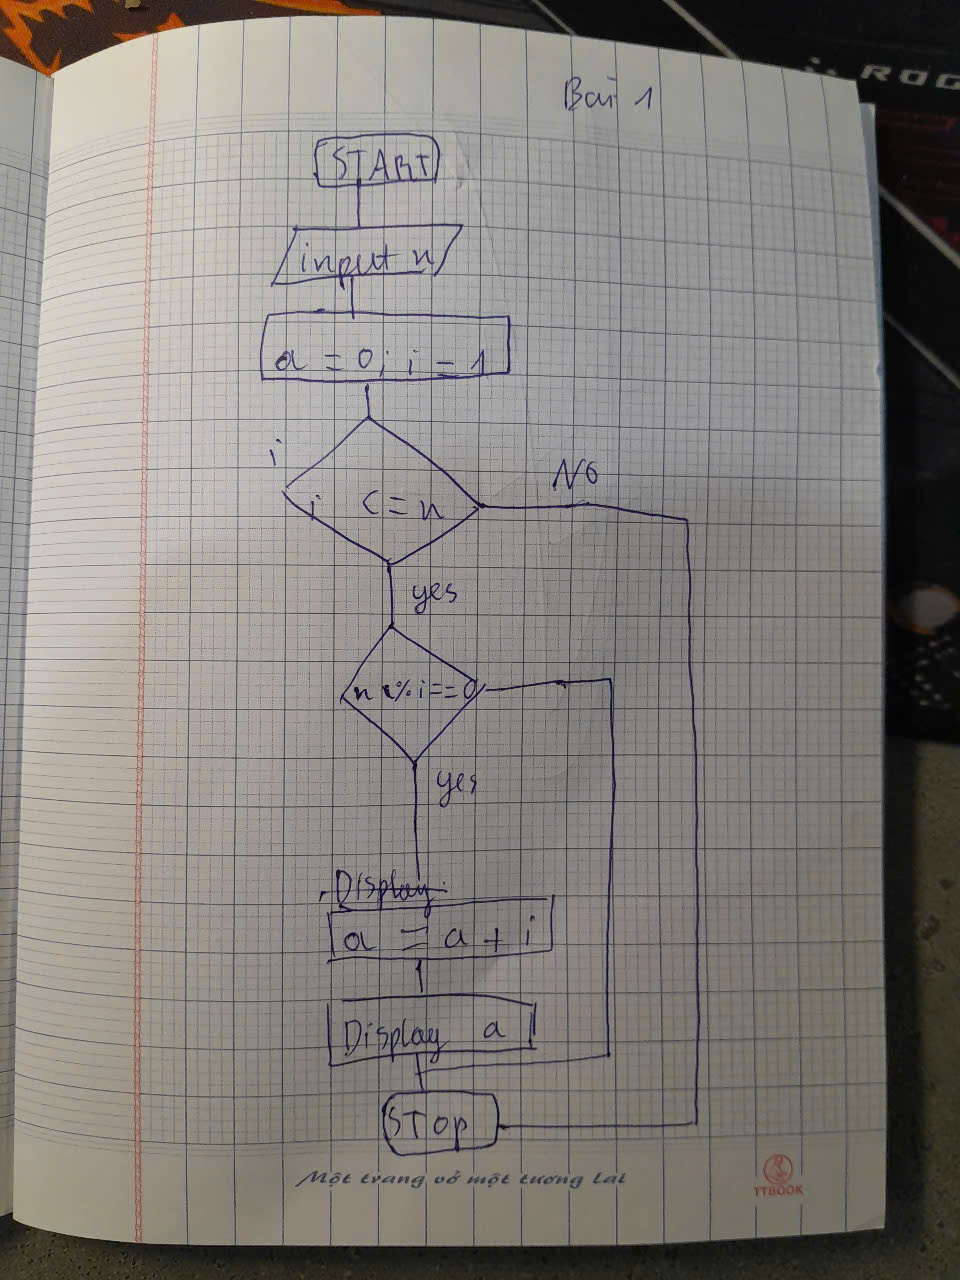 ROG
Bài 1
START
input n
a = 0; i = 1
i
i <= n
NO
yes
n % i == 0
yes
Display
a = a + i
Display a
STOP
Một trang vở một tương lai
TTBOOK